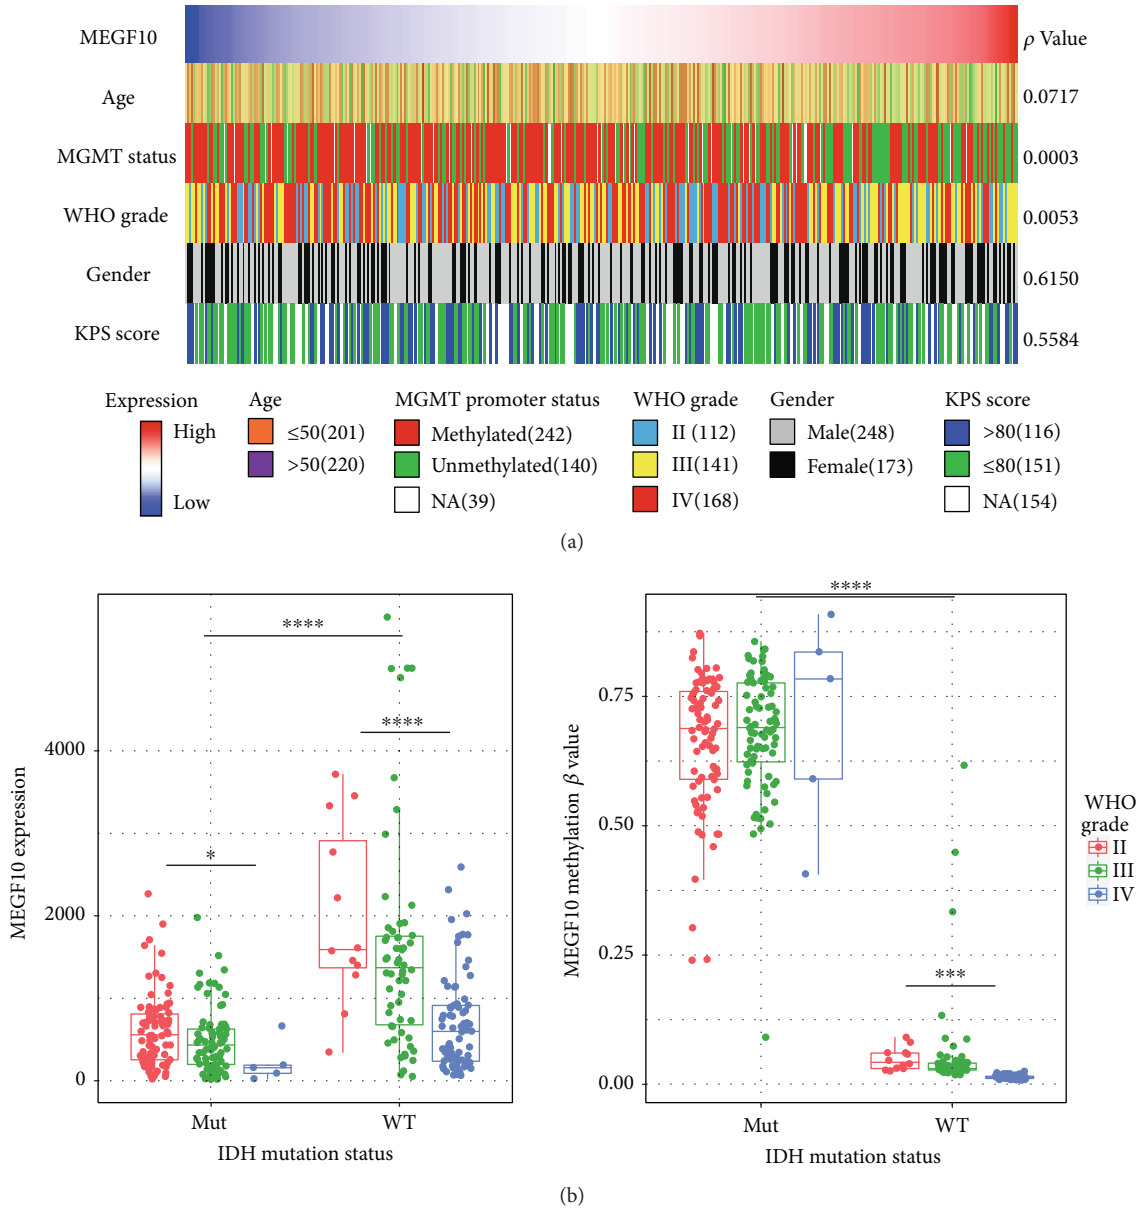 MEGF10
ρ Value
Age
0.0717
MGMT status
0.0003
WHO grade
0.0053
Gender
0.6150
KPS score
0.5584
Expression
High
Low
Age
≤50(201)
>50(220)
MGMT promoter status
Methylated(242)
Unmethylated(140)
NA(39)
WHO grade
II (112)
III(141)
IV(168)
Gender
Male(248)
Female(173)
KPS score
>80(116)
≤80(151)
NA(154)
(a)
MEGF10 expression
4000
2000
0
****
****
*
Mut
WT
IDH mutation status
MEGF10 methylation β value
0.75
0.50
0.25
0.00
****
***
Mut
WT
IDH mutation status
WHO
grade
II
III
IV
(b)